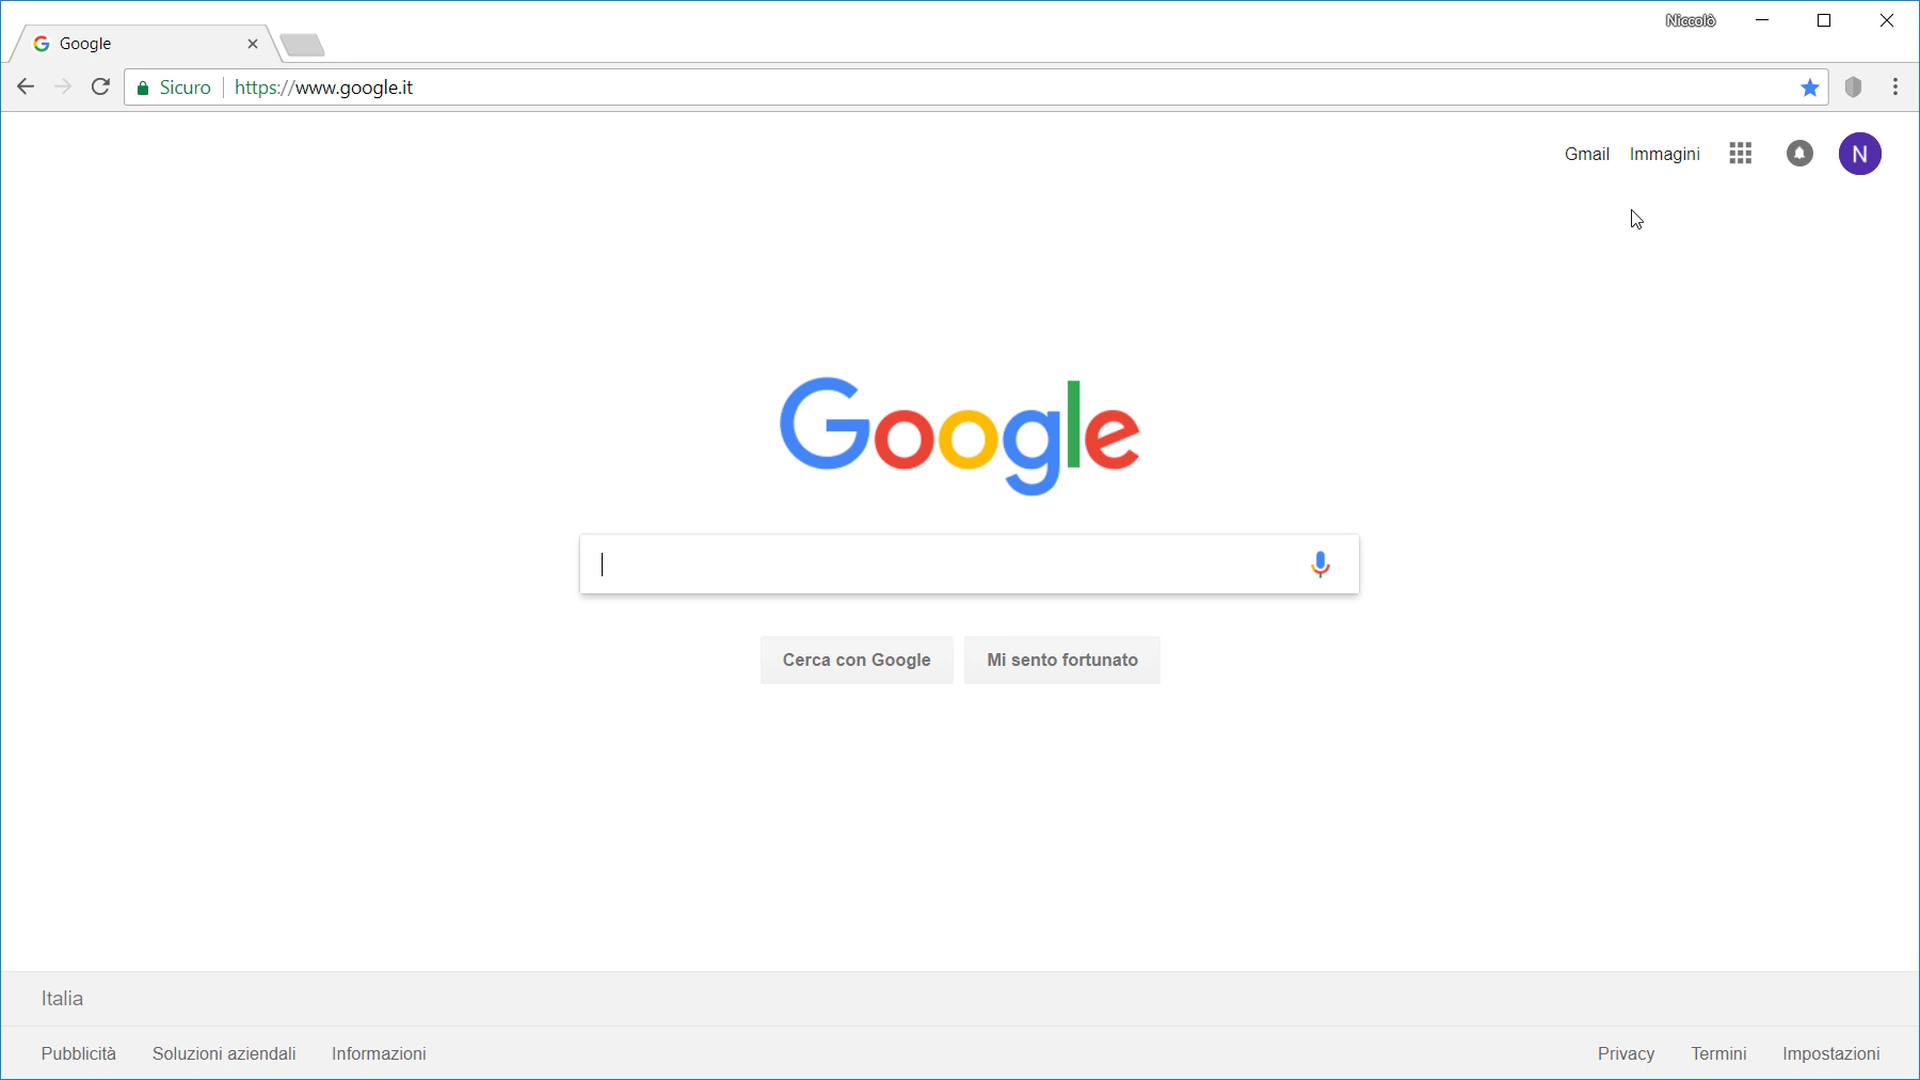 Niccolò
Google
Sicuro https://www.google.it
Gmail Immagini N
Google
Cerca con Google Mi sento fortunato
Italia
Pubblicità Soluzioni aziendali Informazioni Privacy Termini Impostazioni